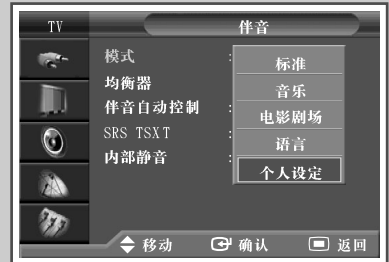 TV 伴音
模式 :
均衡器
伴音自动控制 :
SRS TSXT :
内部静音 :
标准
音乐
电影剧场
语言
个人设定
移动 确认 返回